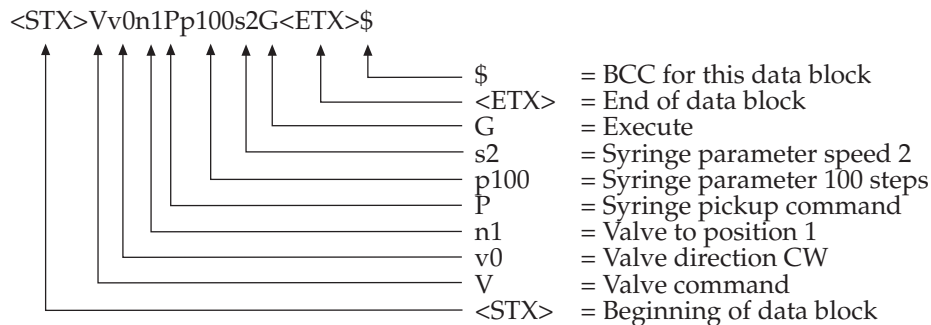 <STX>Vv0n1Pp100s2G<ETX>$
$ = BCC for this data block
<ETX> = End of data block
G = Execute
s2 = Syringe parameter speed 2
p100 = Syringe parameter 100 steps
P = Syringe pickup command
n1 = Valve to position 1
v0 = Valve direction CW
V = Valve command
<STX> = Beginning of data block